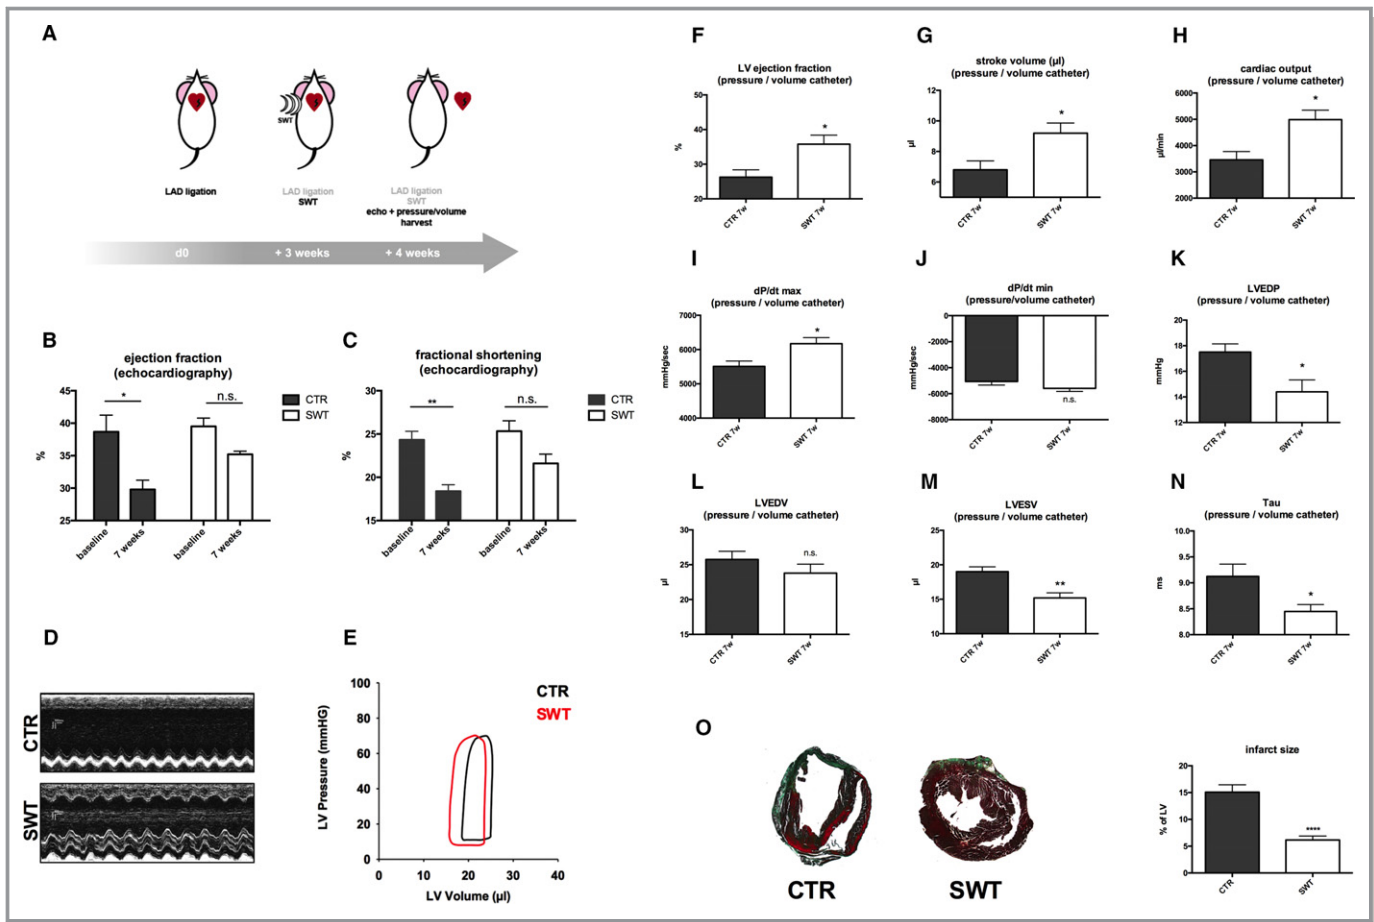 A
SWT
LAD ligation
LAD ligation
SWT
LAD ligation
SWT
echo + pressure/volume
harvest
d0
+ 3 weeks
+ 4 weeks
B
ejection fraction
(echocardiography)
45
40
35
30
25
%
*
n.s.
CTR
SWT
baseline
7 weeks
baseline
7 weeks
C
fractional shortening
(echocardiography)
30
25
20
15
%
**
n.s.
CTR
SWT
baseline
7 weeks
baseline
7 weeks
D
CTR
SWT
E
100
80
60
40
20
0
LV Pressure (mmHG)
CTR
SWT
0
10
20
30
40
LV Volume (µl)
F
LV ejection fraction
(pressure / volume catheter)
50
40
30
20
%
*
CTR 7w
SWT 7w
G
stroke volume (µl)
(pressure / volume catheter)
12
10
8
6
µl
*
CTR 7w
SWT 7w
H
cardiac output
(pressure / volume catheter)
6000
5000
4000
3000
2000
µl/min
*
CTR 7w
SWT 7w
I
dP/dt max
(pressure / volume catheter)
7000
6000
5000
4000
mmHg/sec
*
CTR 7w
SWT 7w
J
dP/dt min
(pressure/volume catheter)
0
-2000
-4000
-6000
-8000
mmHg/sec
n.s.
CTR 7w
SWT 7w
K
LVEDP
(pressure / volume catheter)
20
18
16
14
12
mmHg
*
CTR 7w
SWT 7w
L
LVEDV
(pressure / volume catheter)
30
25
20
15
µl
n.s.
CTR 7w
SWT 7w
M
LVESV
(pressure / volume catheter)
25
20
15
10
µl
**
CTR 7w
SWT 7w
N
Tau
(pressure / volume catheter)
10.0
9.5
9.0
8.5
8.0
ms
*
CTR 7w
SWT 7w
O
CTR
SWT
infarct size
20
15
10
5
0
% of LV
****
CTR
SWT